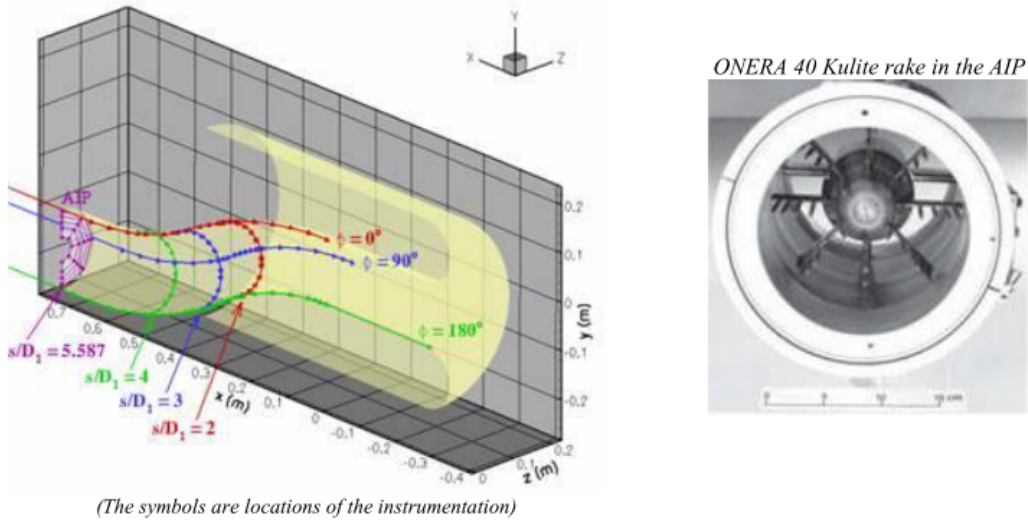 Y
X
Z
ONERA 40 Kulite rake in the AIP
AIP
0.2
0.1
0
-0.1
-0.2
y (m)
ϕ = 0°
ϕ = 90°
ϕ = 180°
0.7
0.6
0.5
0.4
0.3
0.2
0.1
0
-0.1
-0.2
-0.3
-0.4
x (m)
0
0.1
0.2
z (m)
s/D₁ = 5.587
s/D₁ = 4
s/D₁ = 3
s/D₁ = 2
(The symbols are locations of the instrumentation)